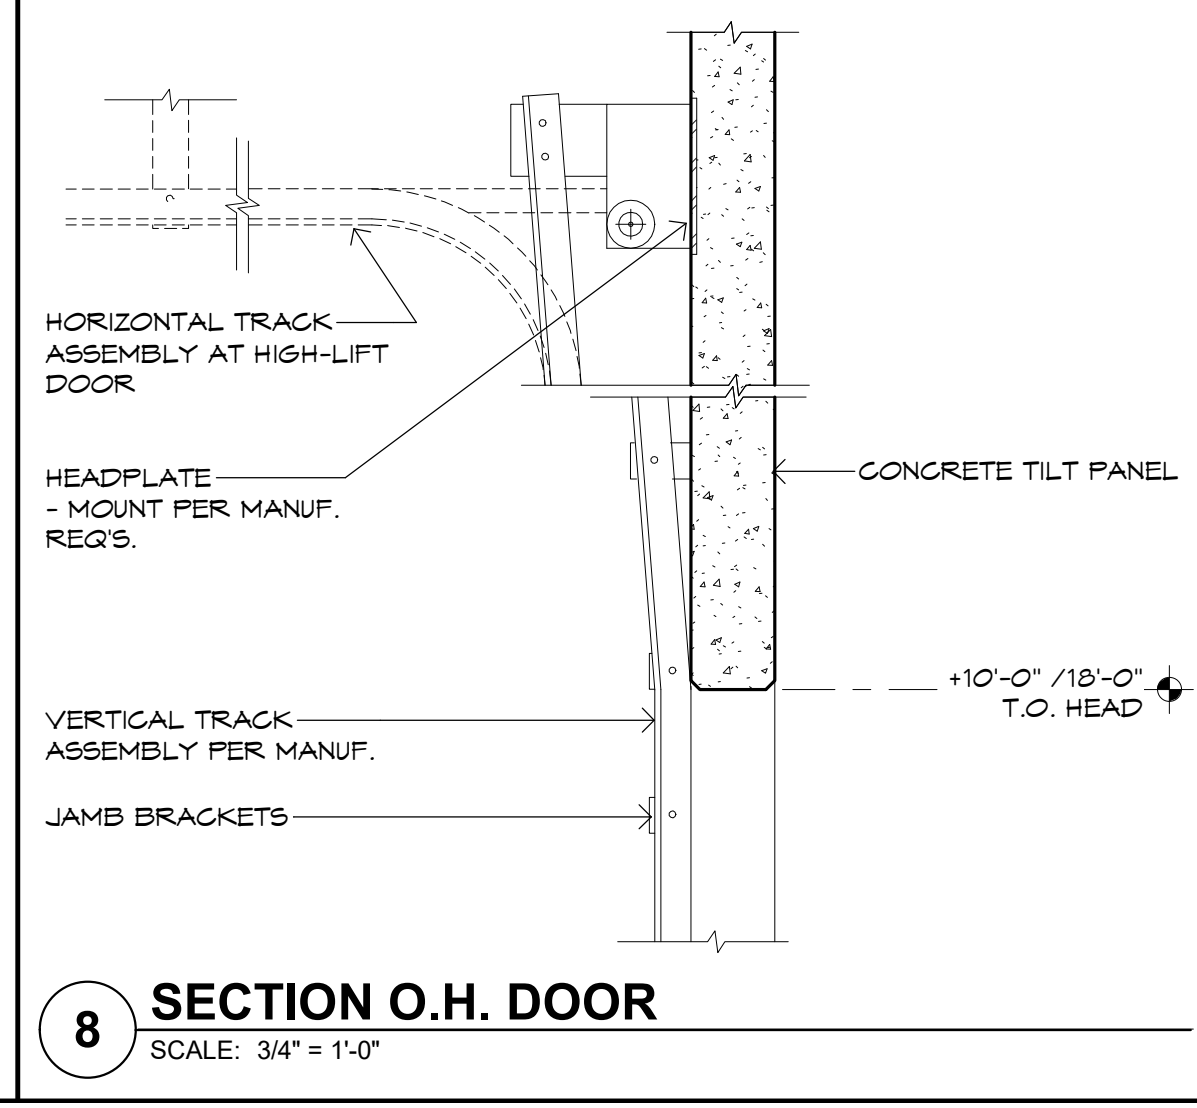 HORIZONTAL TRACK
ASSEMBLY AT HIGH-LIFT
DOOR
HEADPLATE
- MOUNT PER MANUF.
REQ'S.
CONCRETE TILT PANEL
+10'-0" /18'-0"
T.O. HEAD
VERTICAL TRACK
ASSEMBLY PER MANUF.
JAMB BRACKETS
8
SECTION O.H. DOOR
SCALE: 3/4" = 1'-0"